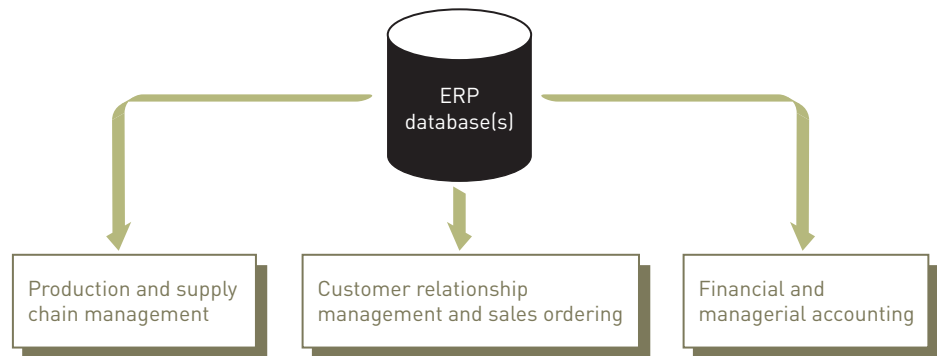 ERP
database(s)
Production and supply
chain management
Customer relationship
management and sales ordering
Financial and
managerial accounting